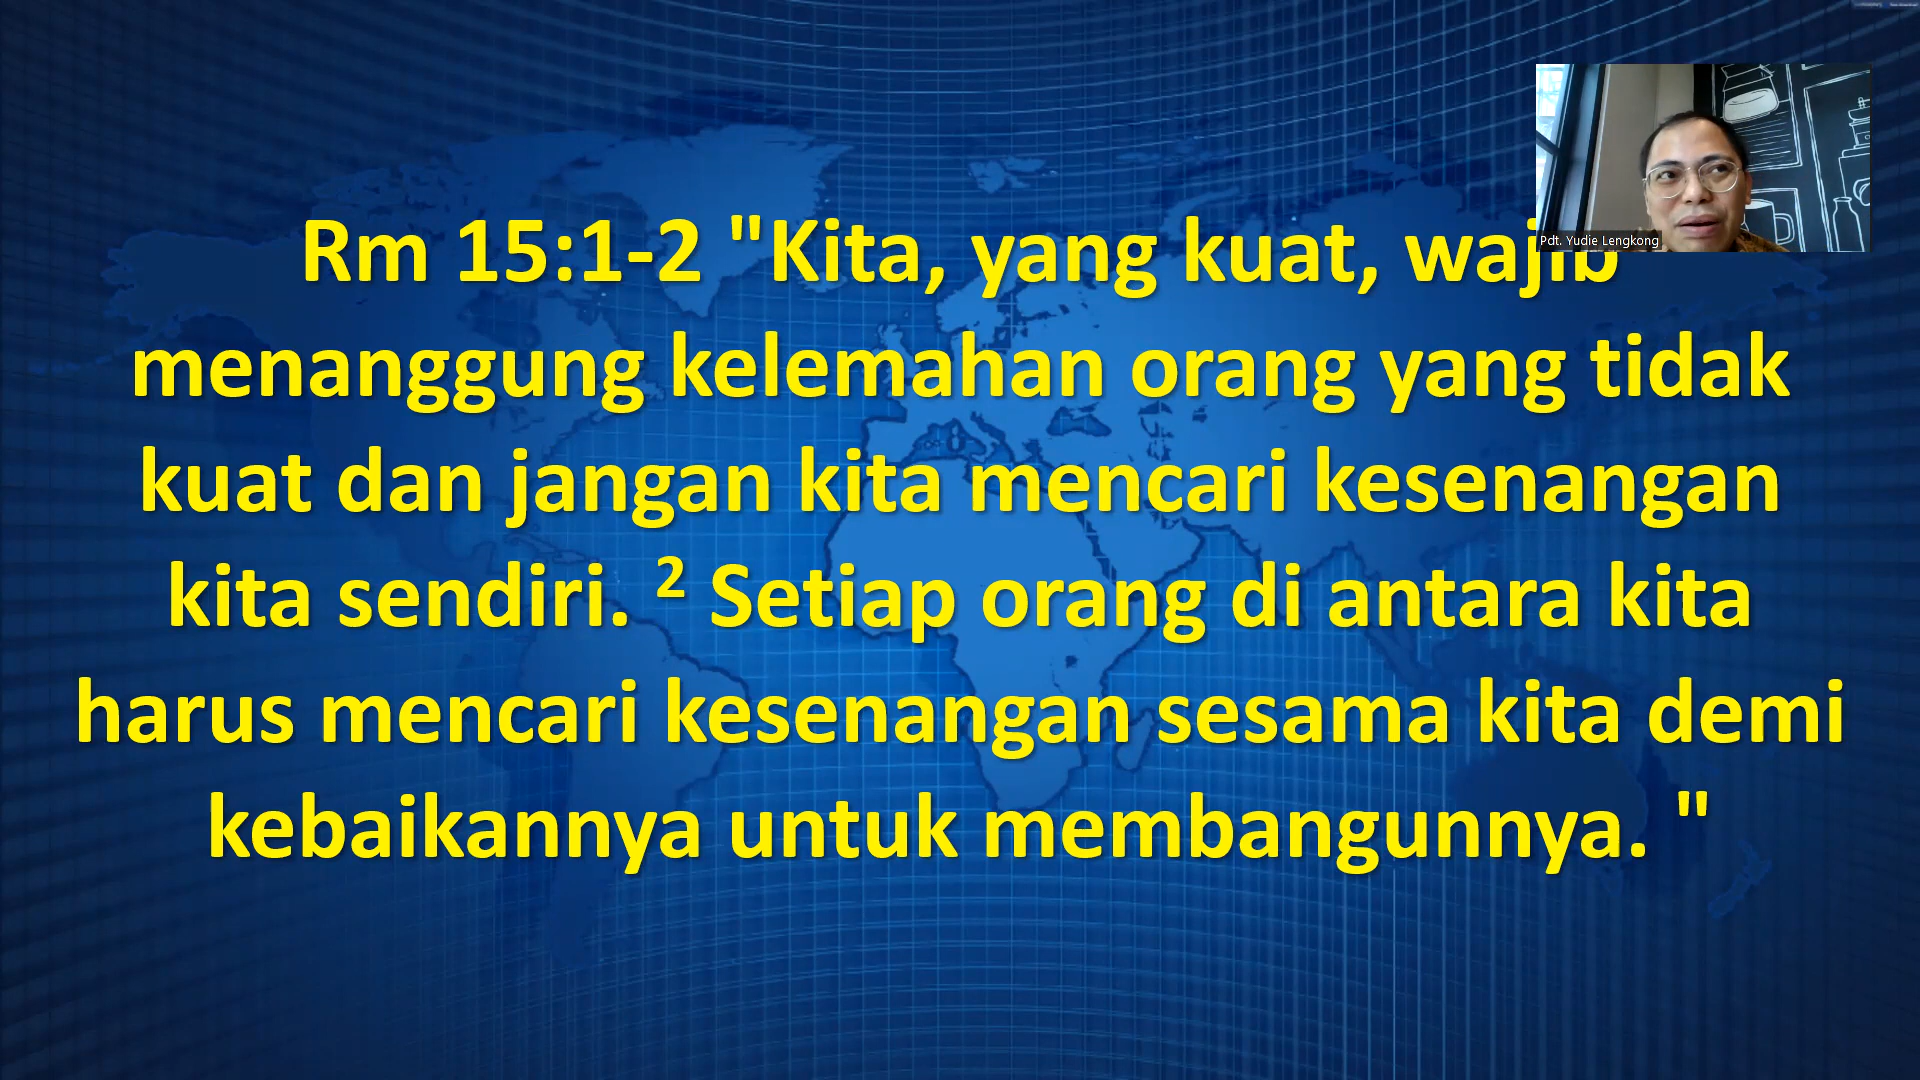 Rm 15:1-2 "Kita, yang kuat, wajib
menanggung kelemahan orang yang tidak
kuat dan jangan kita mencari kesenangan
kita sendiri. ² Setiap orang di antara kita
harus mencari kesenangan sesama kita demi
kebaikannya untuk membangunnya. "
Pdt. Yudie Lengkong